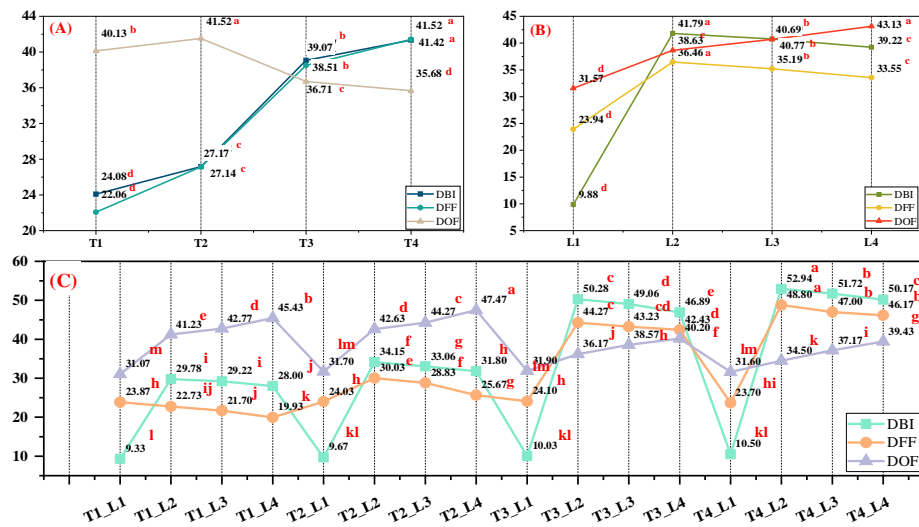 (A)
44
40
36
32
28
24
20
40.13 b
41.52 a
39.07 b
38.51 b
36.71 c
41.52 a
41.42 a
35.68 d
27.17 c
27.14 c
24.08 d
22.06 d
DBI
DFF
DOF
T1 T2 T3 T4
(B)
45
40
35
30
25
20
15
10
5
31.57 d
23.94 d
9.88 d
41.79 a
38.63 c
36.46 a
40.69 b
40.77 b
35.19 b
43.13 a
39.22 c
33.55 c
DBI
DFF
DOF
L1 L2 L3 L4
(C)
60
50
40
30
20
10
31.07 m
23.87 h
9.33 l
41.23 e
29.78 i
22.73 ij
42.77 d
29.22 i
21.70 j
45.43 b
28.00 j
19.93 k
31.70 lm
24.03 h
9.67 kl
42.63 d
34.15 f
30.03 e
44.27 c
33.06 g
28.83 f
47.47 a
31.80 h
25.67 g
31.90 lm
24.10 h
10.03 kl
50.28 c
44.27 c
36.17 j
49.06 d
43.23 cd
38.57 h
46.89 e
42.43 d
40.20 f
31.60 lm
23.70 hi
10.50 kl
52.94 a
48.80 a
34.50 k
51.72 b
47.00 b
37.17 i
50.17 c
46.17 b
39.43 g
DBI
DFF
DOF
T1_L1 T1_L2 T1_L3 T1_L4 T2_L1 T2_L2 T2_L3 T2_L4 T3_L1 T3_L2 T3_L3 T3_L4 T4_L1 T4_L2 T4_L3 T4_L4